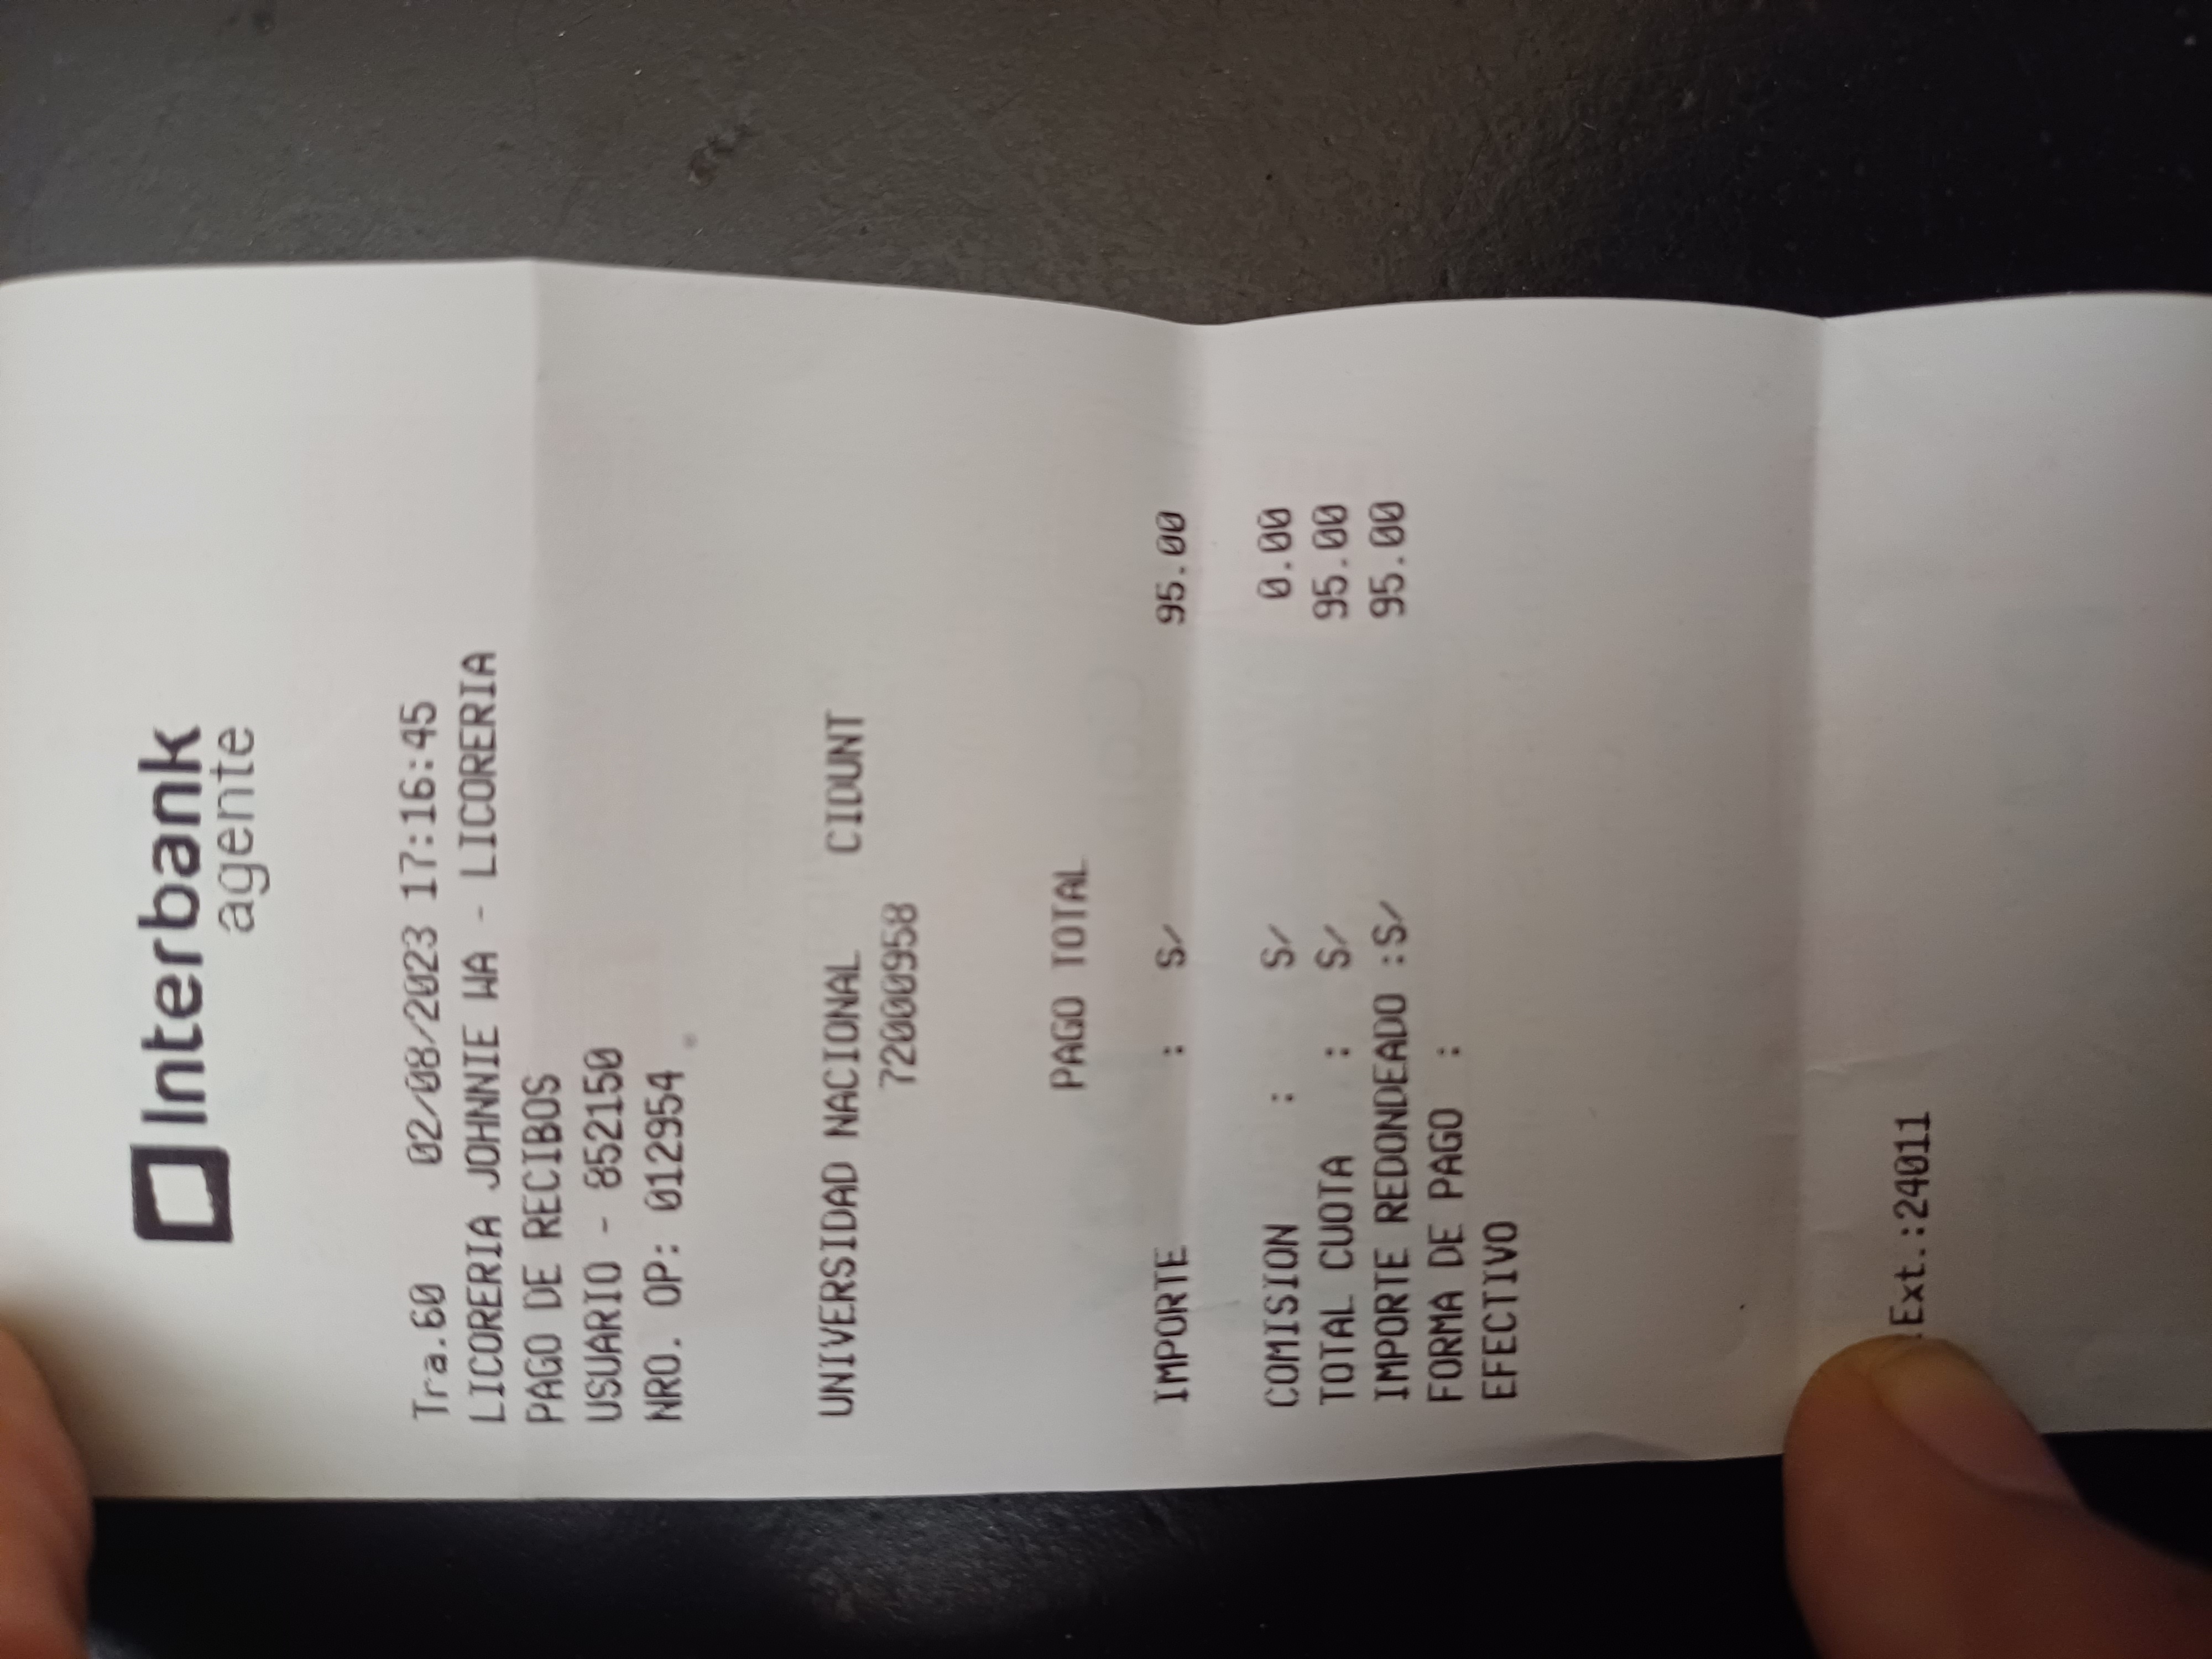 Interbank
agente
Tra.60 02/08/2023 17:16:45
LICORERIA JOHNNIE WA - LICORERIA
PAGO DE RECIBOS
USUARIO - 852150
NRO. OP: 012954
UNIVERSIDAD NACIONAL CIDUNT
72000958
PAGO TOTAL
IMPORTE : S/ 95.00
COMISION : S/ 0.00
TOTAL CUOTA : S/ 95.00
IMPORTE REDONDEADO :S/ 95.00
FORMA DE PAGO :
EFECTIVO
Ext.:24011